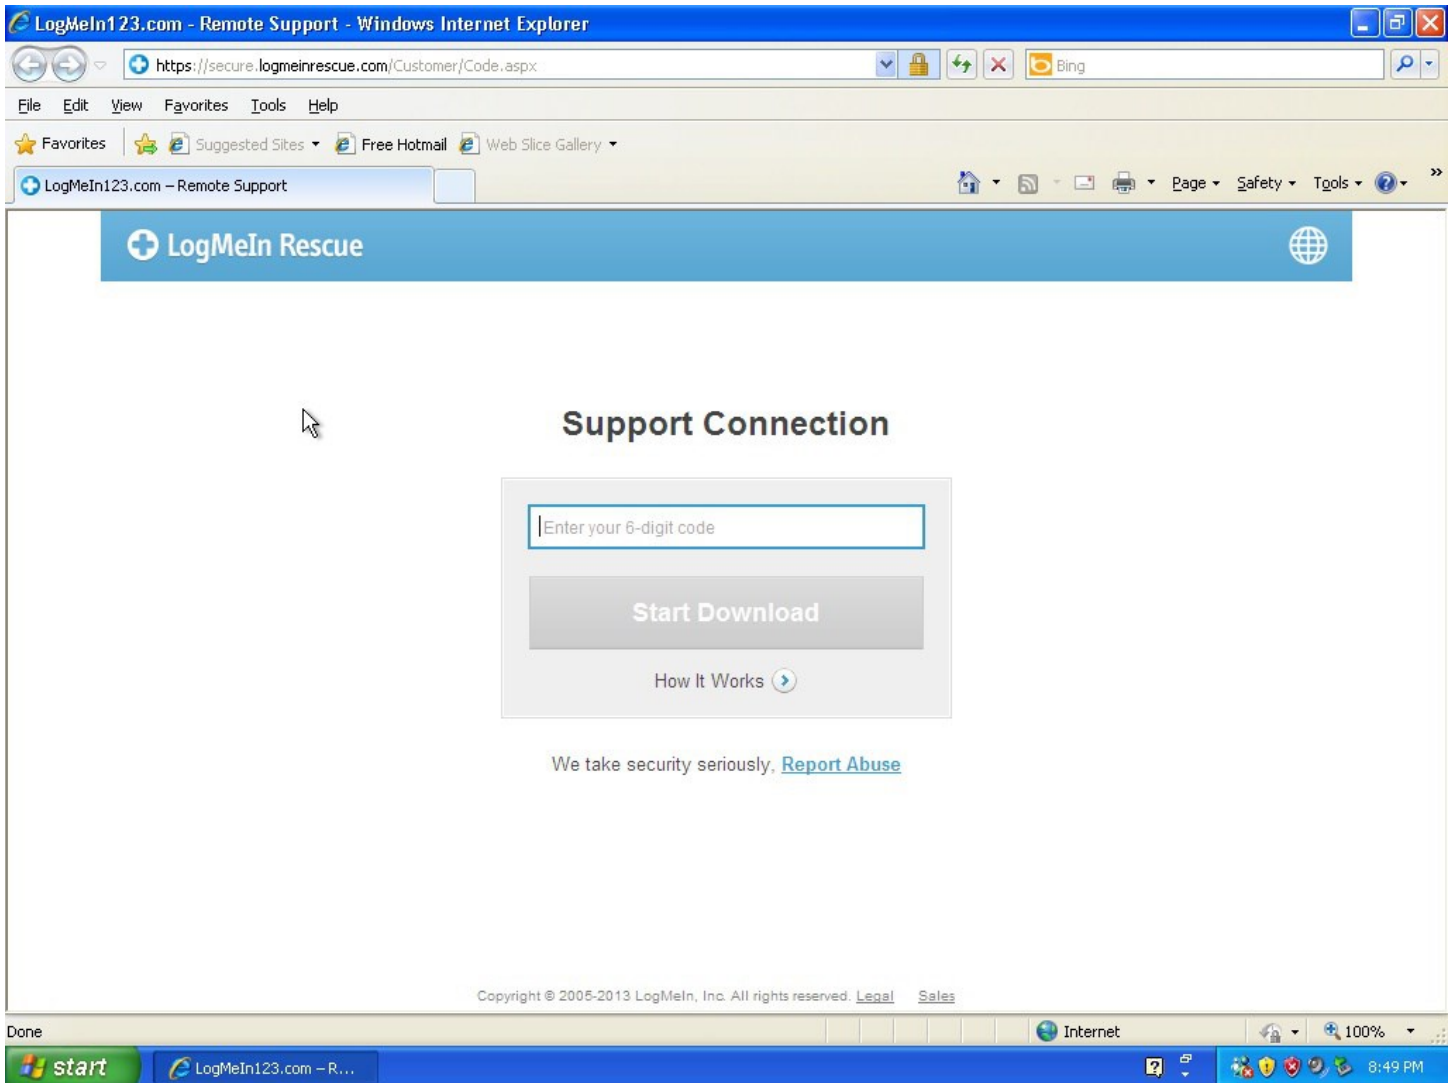 LogMeIn123.com - Remote Support - Windows Internet Explorer
https://secure.logmeinrescue.com/Customer/Code.aspx
Bing
File Edit View Favorites Tools Help
Favorites Suggested Sites Free Hotmail Web Slice Gallery
LogMeIn123.com – Remote Support
Page Safety Tools
LogMeIn Rescue
Support Connection
Enter your 6-digit code
Start Download
How It Works
We take security seriously, Report Abuse
Copyright © 2005-2013 LogMeIn, Inc. All rights reserved. Legal Sales
Done Internet 100%
start LogMeIn123.com – R... 8:49 PM